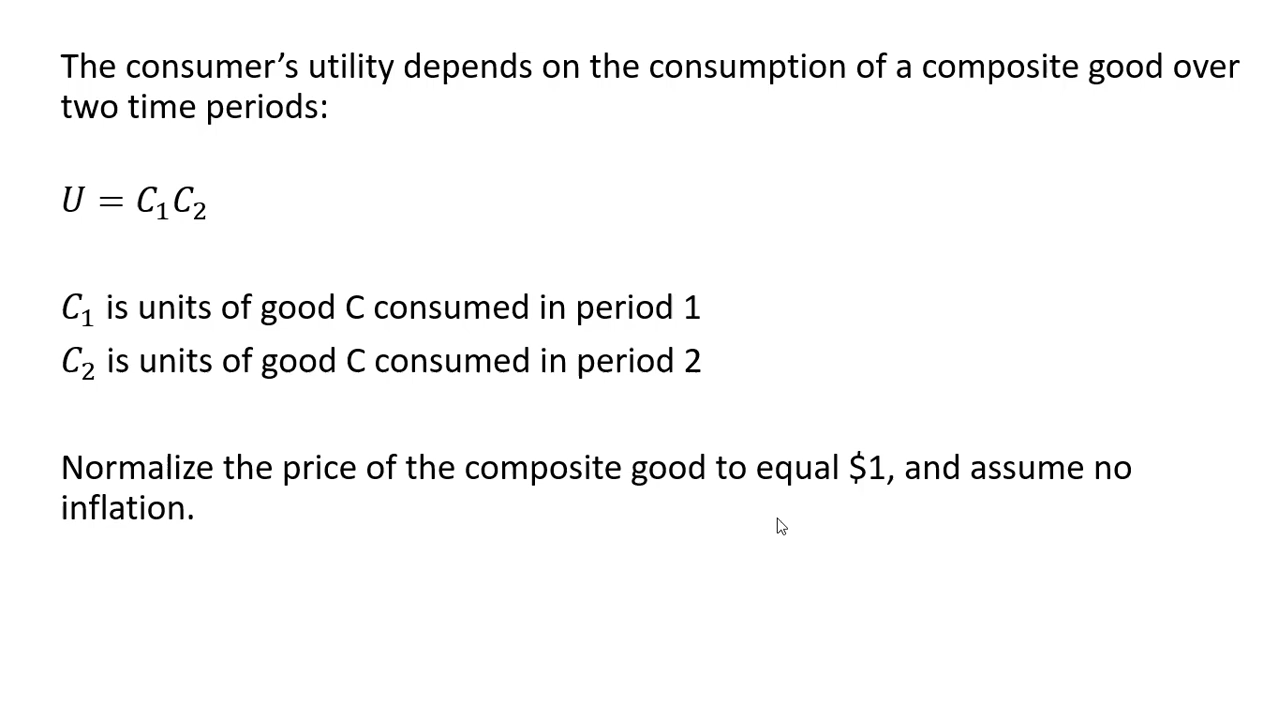 The consumer’s utility depends on the consumption of a composite good over
two time periods:
U = C₁C₂
C₁ is units of good C consumed in period 1
C₂ is units of good C consumed in period 2
Normalize the price of the composite good to equal $1, and assume no
inflation.